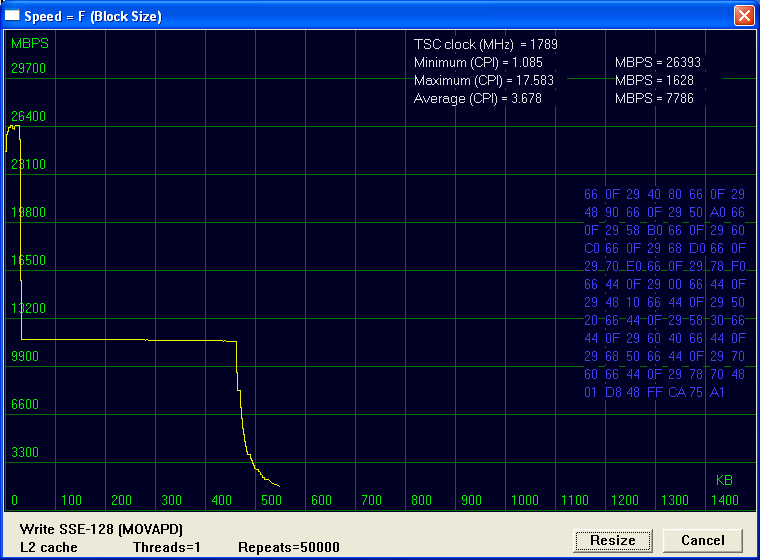 Speed = F (Block Size)
MBPS
TSC clock (MHz) = 1789
Minimum (CPI) = 1.085 MBPS = 26393
Maximum (CPI) = 17.583 MBPS = 1628
Average (CPI) = 3.678 MBPS = 7786
29700
26400
23100
19800
16500
13200
9900
6600
3300
66 0F 29 40 80 66 0F 29
48 90 66 0F 29 50 A0 66
0F 29 58 B0 66 0F 29 60
C0 66 0F 29 68 D0 66 0F
29 70 E0 66 0F 29 78 F0
66 44 0F 29 00 66 44 0F
29 48 10 66 44 0F 29 50
20 66 44 0F 29 58 30 66
44 0F 29 60 40 66 44 0F
29 68 50 66 44 0F 29 70
60 66 44 0F 29 78 70 48
01 D8 48 FF CA 75 A1
KB
0 100 200 300 400 500 600 700 800 900 1000 1100 1200 1300 1400
Write SSE-128 (MOVAPD)
L2 cache Threads=1 Repeats=50000
Resize Cancel